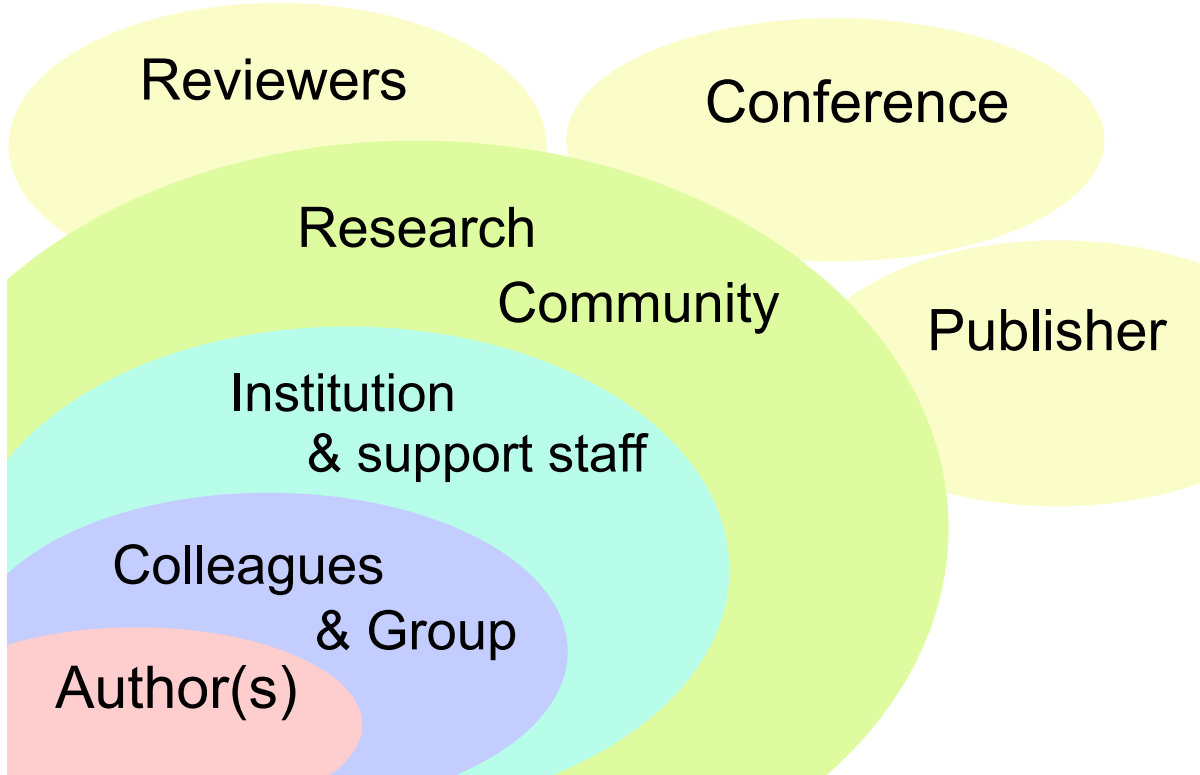 Reviewers
Conference
Research
Community
Publisher
Institution
& support staff
Colleagues
& Group
Author(s)